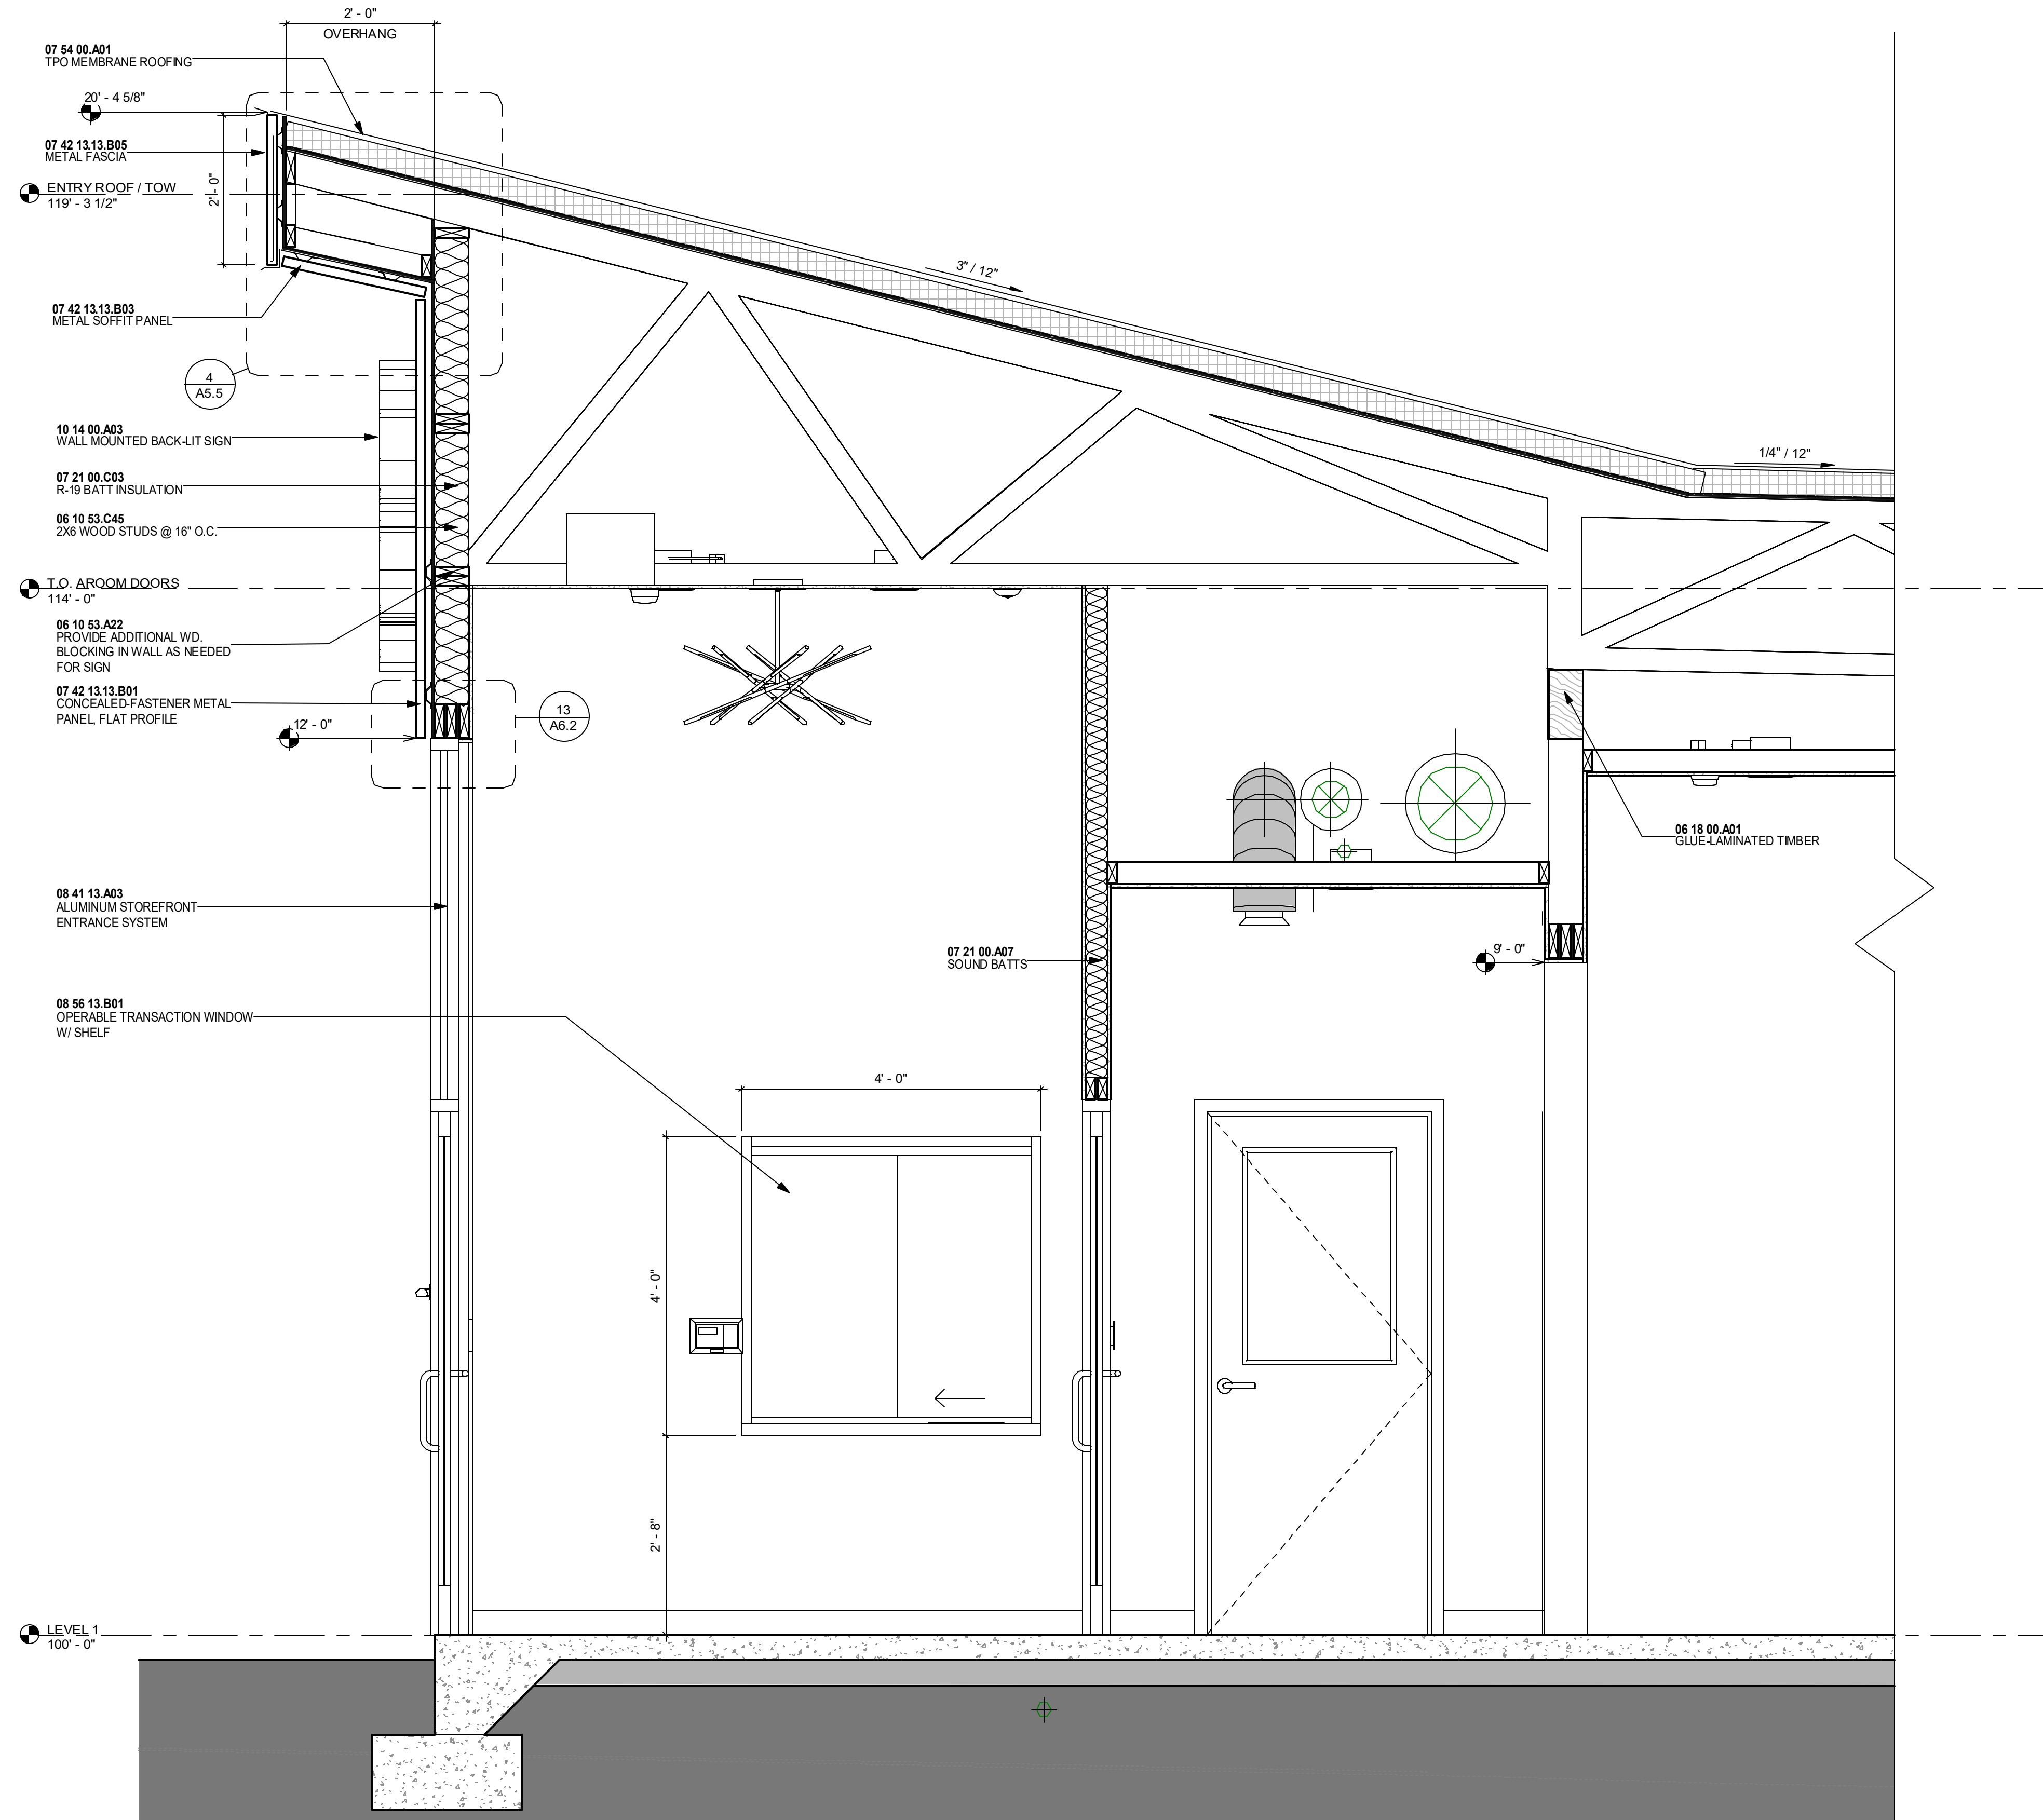 2' - 0"
OVERHANG
07 54 00.A01
TPO MEMBRANE ROOFING
20' - 4 5/8"
07 42 13.13.B05
METAL FASCIA
2' - 0"
ENTRY ROOF / TOW
119' - 3 1/2"
3" / 12"
07 42 13.13.B03
METAL SOFFIT PANEL
4
A5.5
10 14 00.A03
WALL MOUNTED BACK-LIT SIGN
1/4" / 12"
07 21 00.C03
R-19 BATT INSULATION
06 10 53.C45
2X6 WOOD STUDS @ 16" O.C.
T.O. AROOM DOORS
114' - 0"
06 10 53.A22
PROVIDE ADDITIONAL WD.
BLOCKING IN WALL AS NEEDED
FOR SIGN
07 42 13.13.B01
CONCEALED-FASTENER METAL
PANEL, FLAT PROFILE
13
A6.2
12' - 0"
06 18 00.A01
GLUE-LAMINATED TIMBER
08 41 13.A03
ALUMINUM STOREFRONT
ENTRANCE SYSTEM
07 21 00.A07
SOUND BATTS
9' - 0"
08 56 13.B01
OPERABLE TRANSACTION WINDOW
W/ SHELF
4' - 0"
4' - 0"
2' - 8"
LEVEL 1
100' - 0"